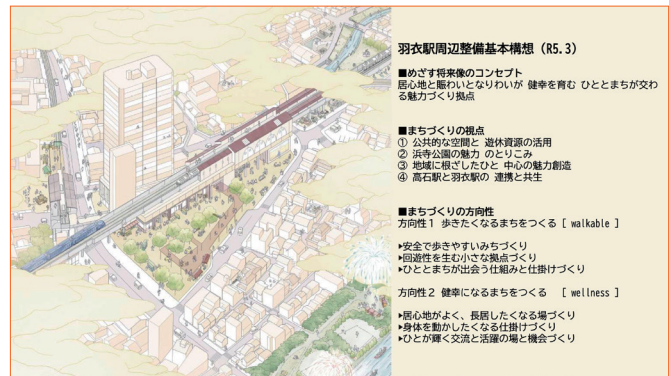 羽衣駅周辺整備基本構想（R5.3）
■めざす将来像のコンセプト
居心地と賑わいとなりわいが 健幸を育む ひととまちが交わ
る魅力づくり拠点
■まちづくりの視点
① 公共的な空間と 遊休資源の活用
② 浜寺公園の魅力 のとりこみ
③ 地域に根ざしたひと 中心の魅力創造
④ 高石駅と羽衣駅の 連携と共生
■まちづくりの方向性
方向性１ 歩きたくなるまちをつくる [ walkable ]
▶安全で歩きやすいみちづくり
▶回遊性を生む小さな拠点づくり
▶ひととまちが出会う仕組みと仕掛けづくり
方向性２ 健幸になるまちをつくる [ wellness ]
▶居心地がよく、長居したくなる場づくり
▶身体を動かしたくなる仕掛けづくり
▶ひとが輝く交流と活躍の場と機会づくり